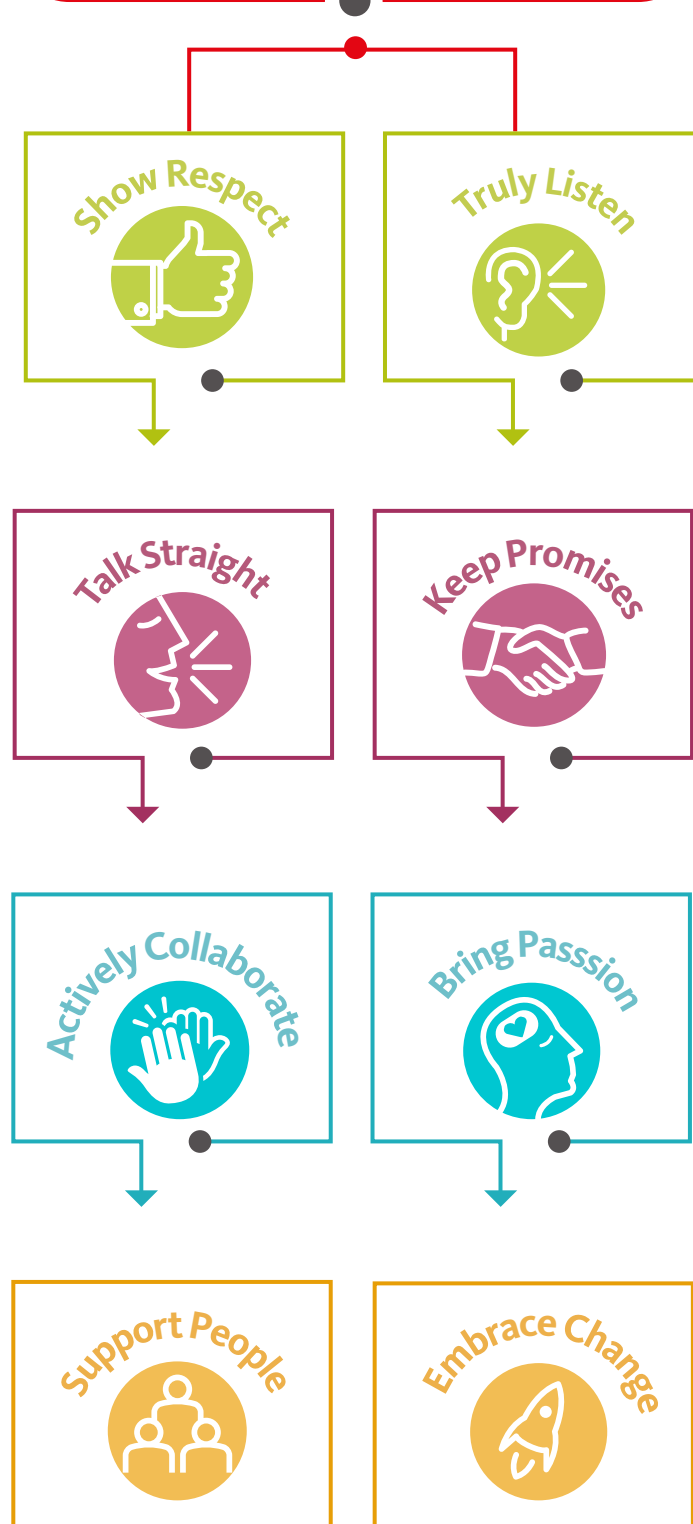 Show Respect
Truly Listen
Talk Straight
Keep Promises
Actively Collaborate
Bring Passsion
Support People
Embrace Change